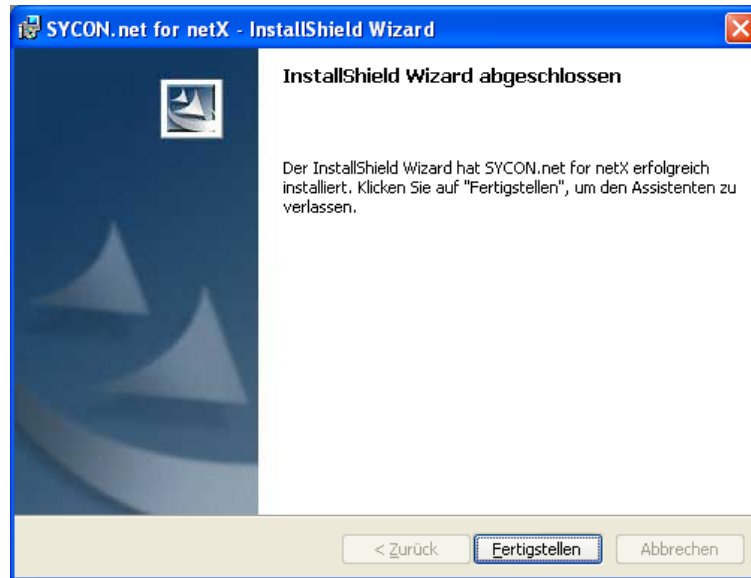 SYCON.net for netX - InstallShield Wizard
InstallShield Wizard abgeschlossen
Der InstallShield Wizard hat SYCON.net for netX erfolgreich
installiert. Klicken Sie auf "Fertigstellen", um den Assistenten zu
verlassen.
< Zurück Fertigstellen Abbrechen